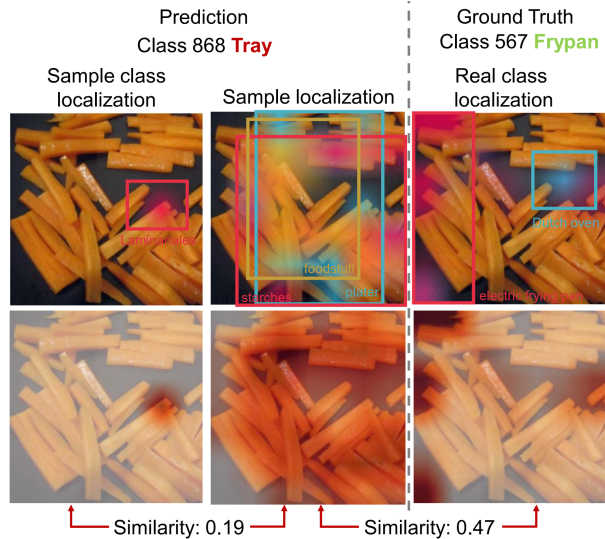 Prediction
Class 868 Tray
Ground Truth
Class 567 Frypan
Sample class
localization
Sample localization
Real class
localization
Dutch oven
foodstuff
starches
plater
electric frying pan
Similarity: 0.19
Similarity: 0.47